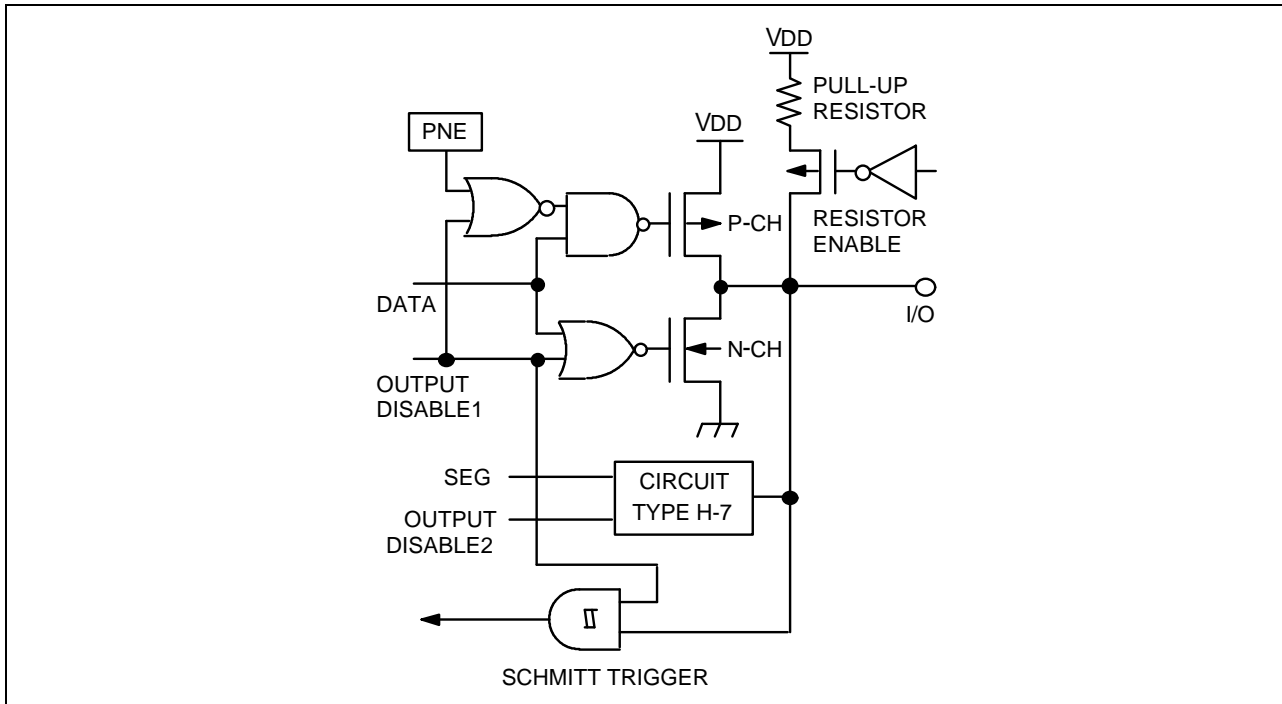 VDD
PULL-UP
RESISTOR
PNE
VDD
P-CH
RESISTOR
ENABLE
DATA
I/O
N-CH
OUTPUT
DISABLE1
SEG
CIRCUIT
TYPE H-7
OUTPUT
DISABLE2
SCHMITT TRIGGER